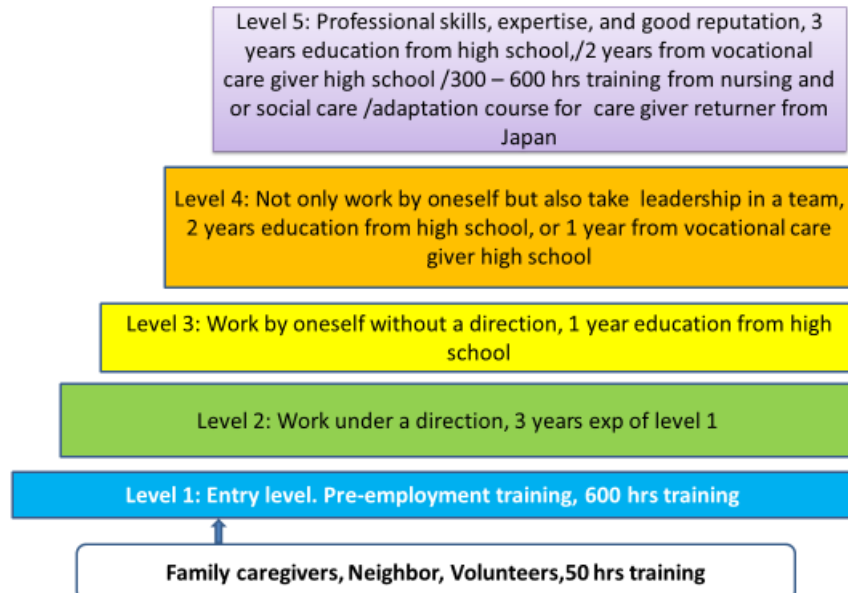 Level 5: Professional skills, expertise, and good reputation, 3
years education from high school,/2 years from vocational
care giver high school /300 – 600 hrs training from nursing and
or social care /adaptation course for care giver returner from
Japan
Level 4: Not only work by oneself but also take leadership in a team,
2 years education from high school, or 1 year from vocational care
giver high school
Level 3: Work by oneself without a direction, 1 year education from high
school
Level 2: Work under a direction, 3 years exp of level 1
Level 1: Entry level. Pre-employment training, 600 hrs training
Family caregivers, Neighbor, Volunteers,50 hrs training